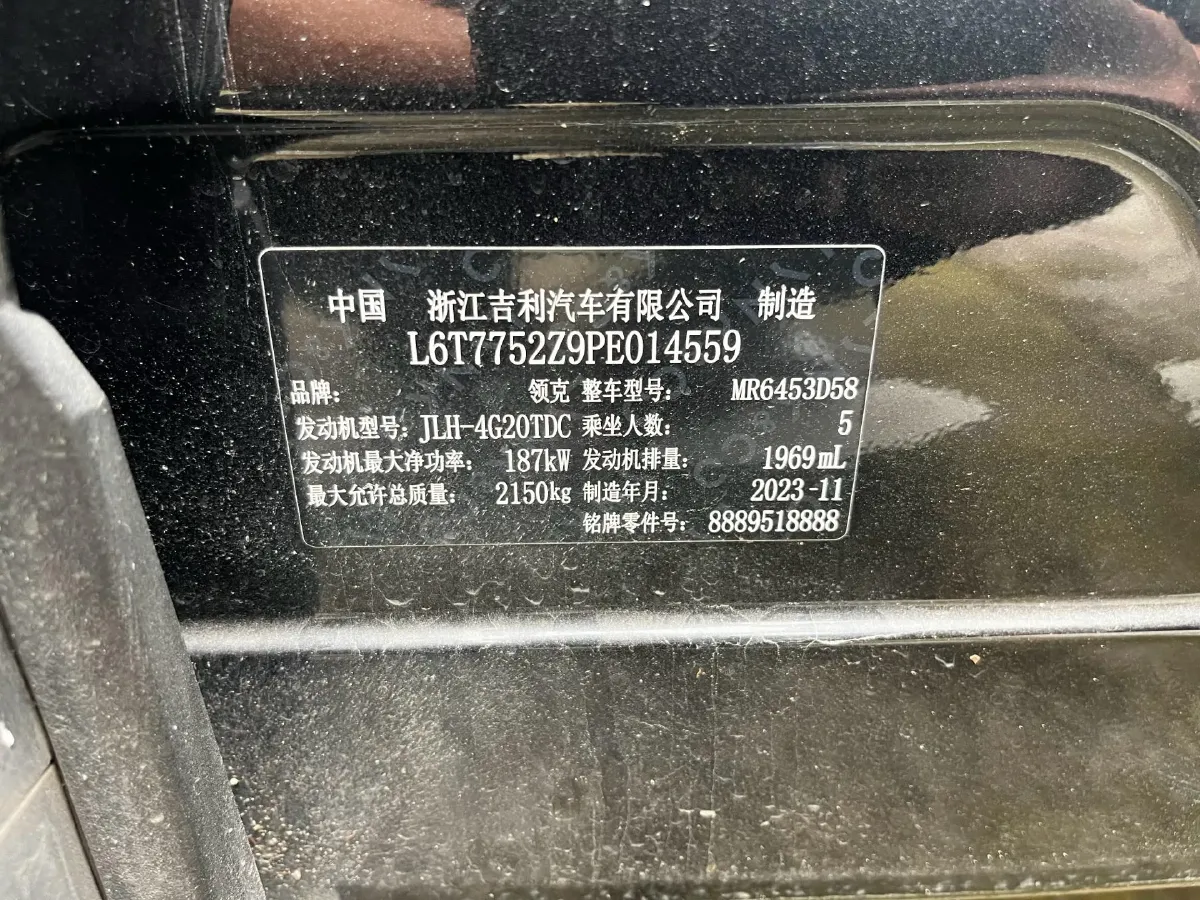 中国 浙江吉利汽车有限公司 制造
L6T7752Z9PE014559
品牌： 领克 整车型号： MR6453D58
发动机型号：JLH-4G20TDC 乘坐人数： 5
发动机最大净功率： 187kW 发动机排量： 1969mL
最大允许总质量： 2150kg 制造年月： 2023-11
铭牌零件号： 8889518888